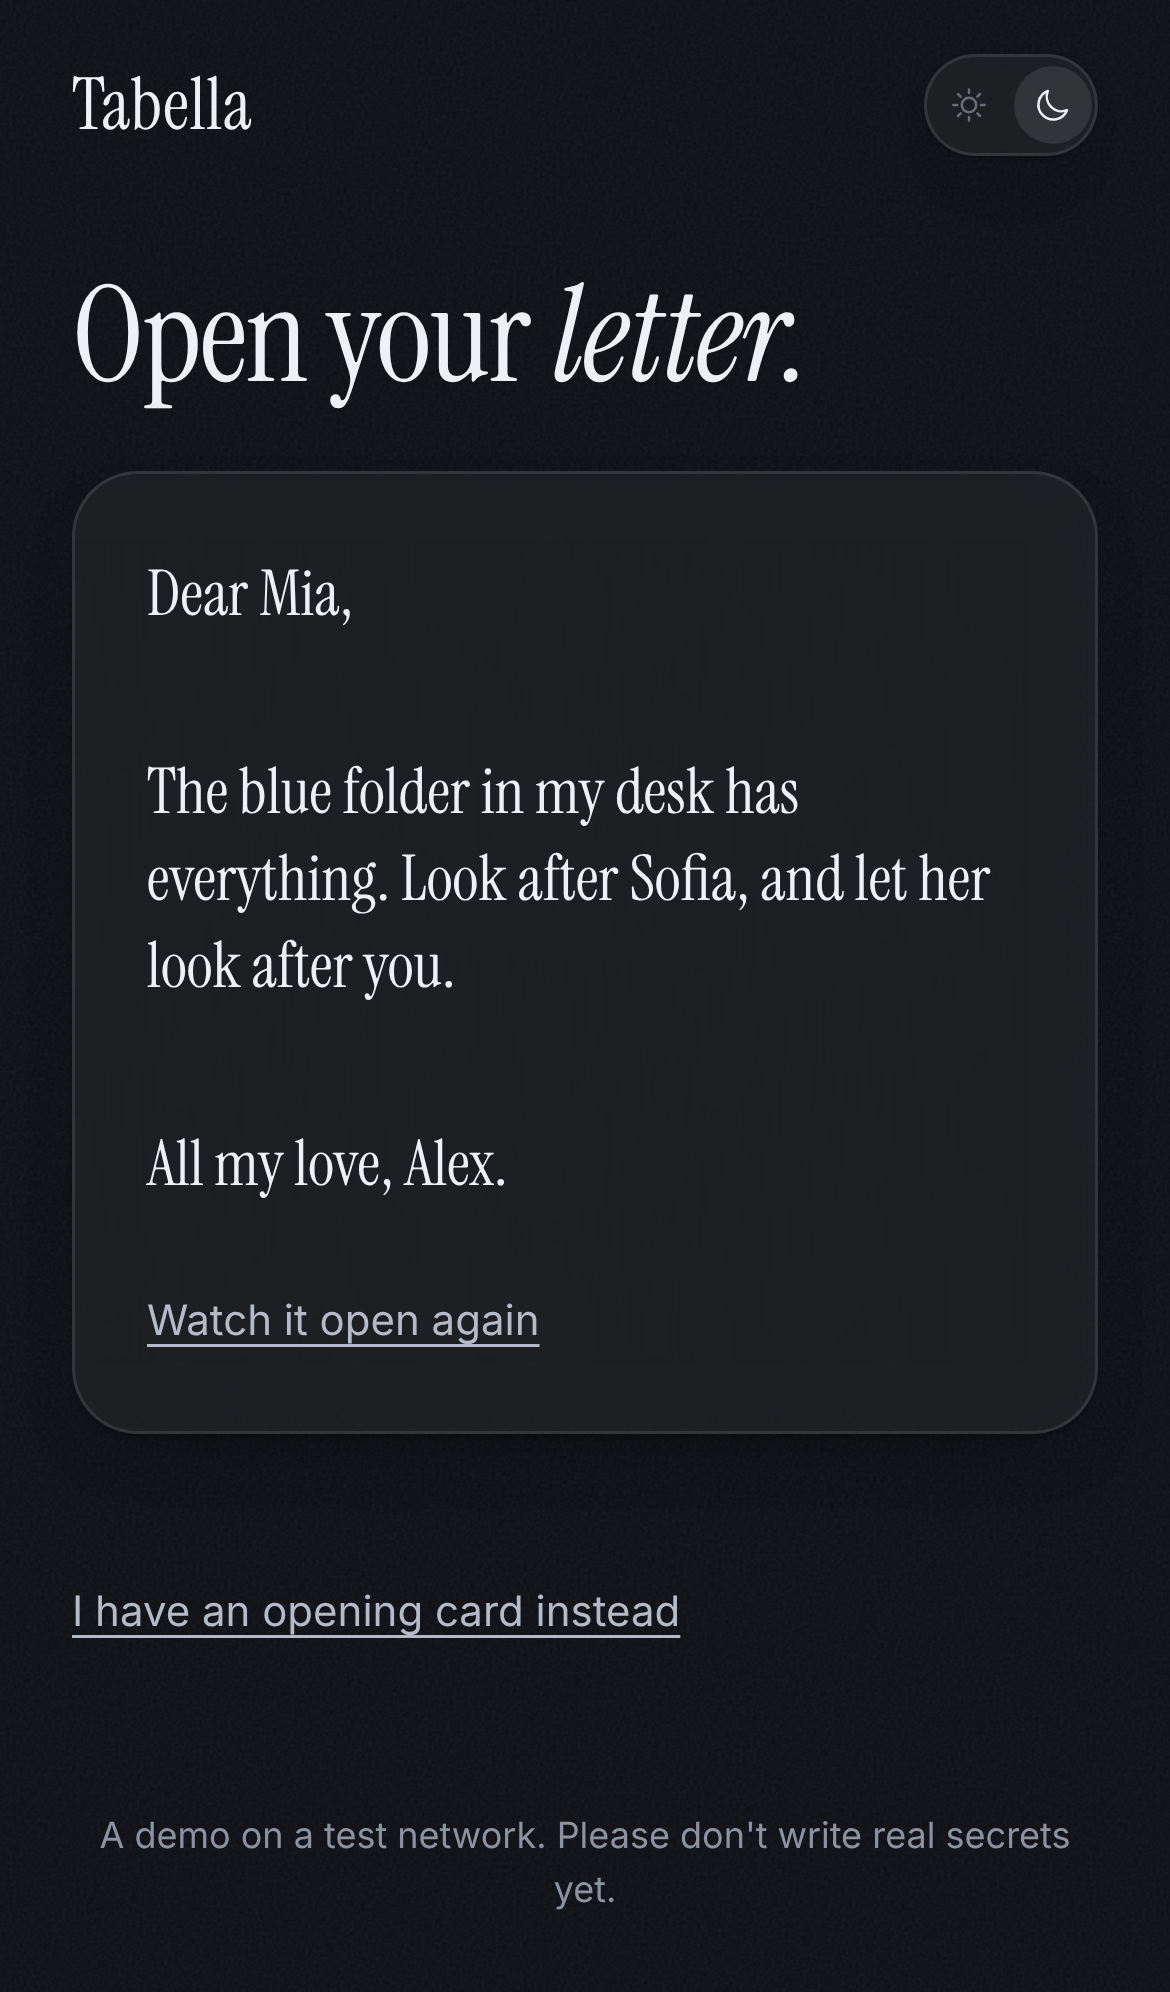 Tabella
Open your letter.
Dear Mia,
The blue folder in my desk has
everything. Look after Sofia, and let her
look after you.
All my love, Alex.
Watch it open again
I have an opening card instead
A demo on a test network. Please don't write real secrets
yet.